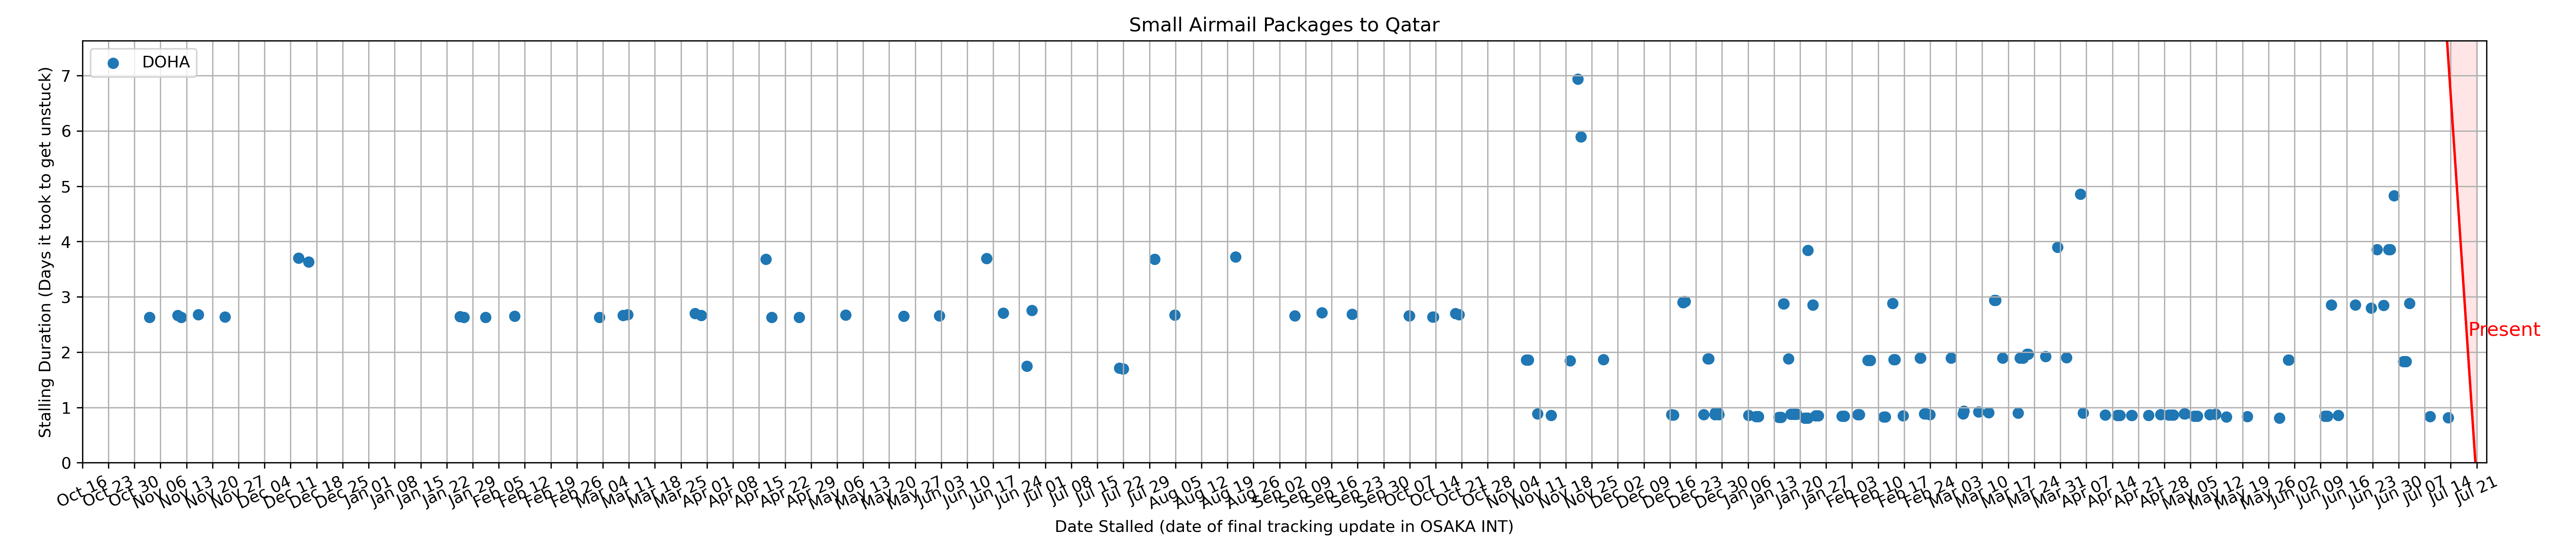 Small Airmail Packages to Qatar
DOHA
Stalling Duration (Days it took to get unstuck)
7
6
5
4
3
2
1
0
Present
Oct 16 Oct 23 Oct 30 Nov 06 Nov 13 Nov 20 Nov 27 Dec 04 Dec 11 Dec 18 Dec 25 Jan 01 Jan 08 Jan 15 Jan 22 Jan 29 Feb 05 Feb 12 Feb 19 Feb 26 Mar 04 Mar 11 Mar 18 Mar 25 Apr 01 Apr 08 Apr 15 Apr 22 Apr 29 May 06 May 13 May 20 May 27 Jun 03 Jun 10 Jun 17 Jun 24 Jul 01 Jul 08 Jul 15 Jul 22 Jul 29 Aug 05 Aug 12 Aug 19 Aug 26 Sep 02 Sep 09 Sep 16 Sep 23 Sep 30 Oct 07 Oct 14 Oct 21 Oct 28 Nov 04 Nov 11 Nov 18 Nov 25 Dec 02 Dec 09 Dec 16 Dec 23 Dec 30 Jan 06 Jan 13 Jan 20 Jan 27 Feb 03 Feb 10 Feb 17 Feb 24 Mar 03 Mar 10 Mar 17 Mar 24 Mar 31 Apr 07 Apr 14 Apr 21 Apr 28 May 05 May 12 May 19 May 26 Jun 02 Jun 09 Jun 16 Jun 23 Jun 30 Jul 07 Jul 14 Jul 21
Date Stalled (date of final tracking update in OSAKA INT)